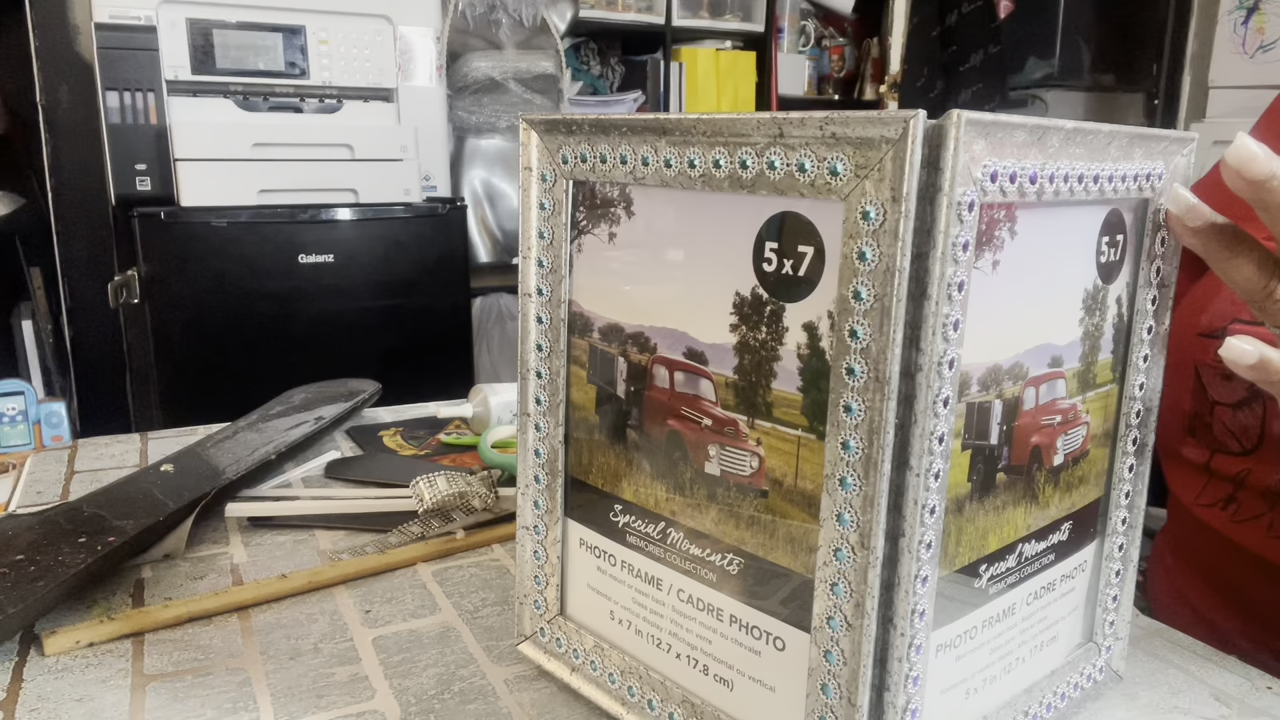 Galanz
5x7
Special Moments
MEMORIES COLLECTION
PHOTO FRAME / CADRE PHOTO
Wall mount or easel back / Support mural ou chevalet
Glass pane / Vitre en verre
Horizontal or vertical display / Affichage horizontal ou vertical
5 x 7 in (12.7 x 17.8 cm)
5x7
Special Moments
MEMORIES COLLECTION
PHOTO FRAME / CADRE PHOTO
5 x 7 in (12.7 x 17.8 cm)